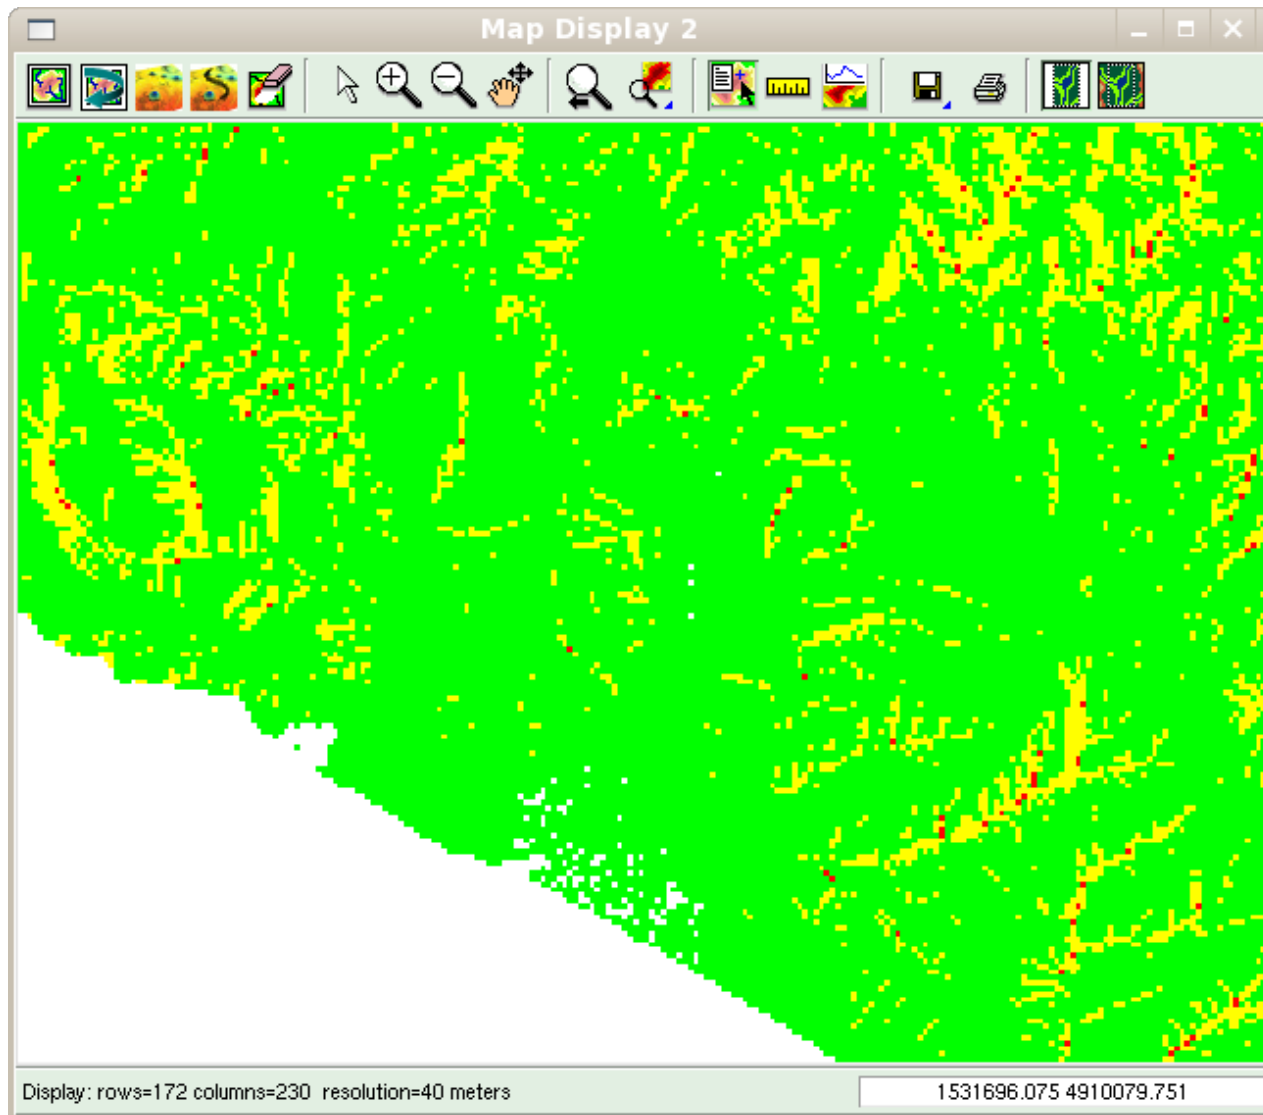 Map Display 2
Display: rows=172 columns=230 resolution=40 meters
1531696.075 4910079.751